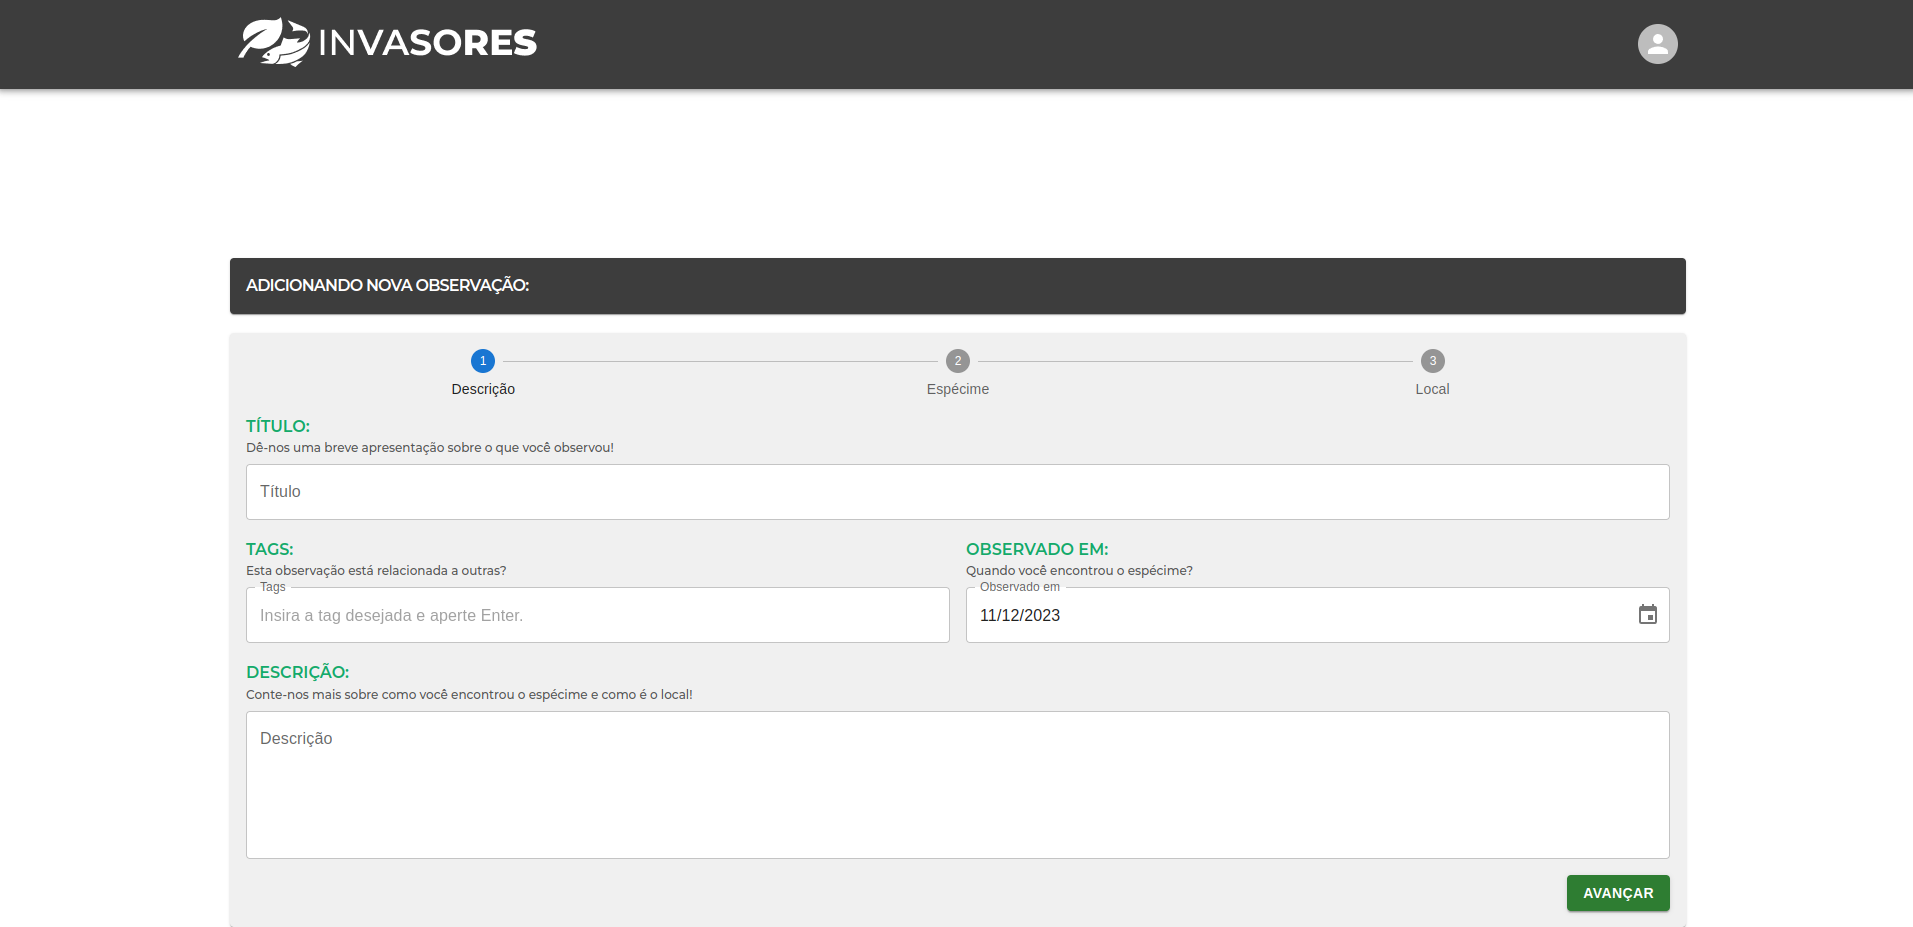 INVASORES
ADICIONANDO NOVA OBSERVAÇÃO:
1
2
3
Descrição
Espécime
Local
TÍTULO:
Dê-nos uma breve apresentação sobre o que você observou!
Título
TAGS:
Esta observação está relacionada a outras?
Tags
Insira a tag desejada e aperte Enter.
OBSERVADO EM:
Quando você encontrou o espécime?
Observado em
11/12/2023
DESCRIÇÃO:
Conte-nos mais sobre como você encontrou o espécime e como é o local!
Descrição
AVANÇAR